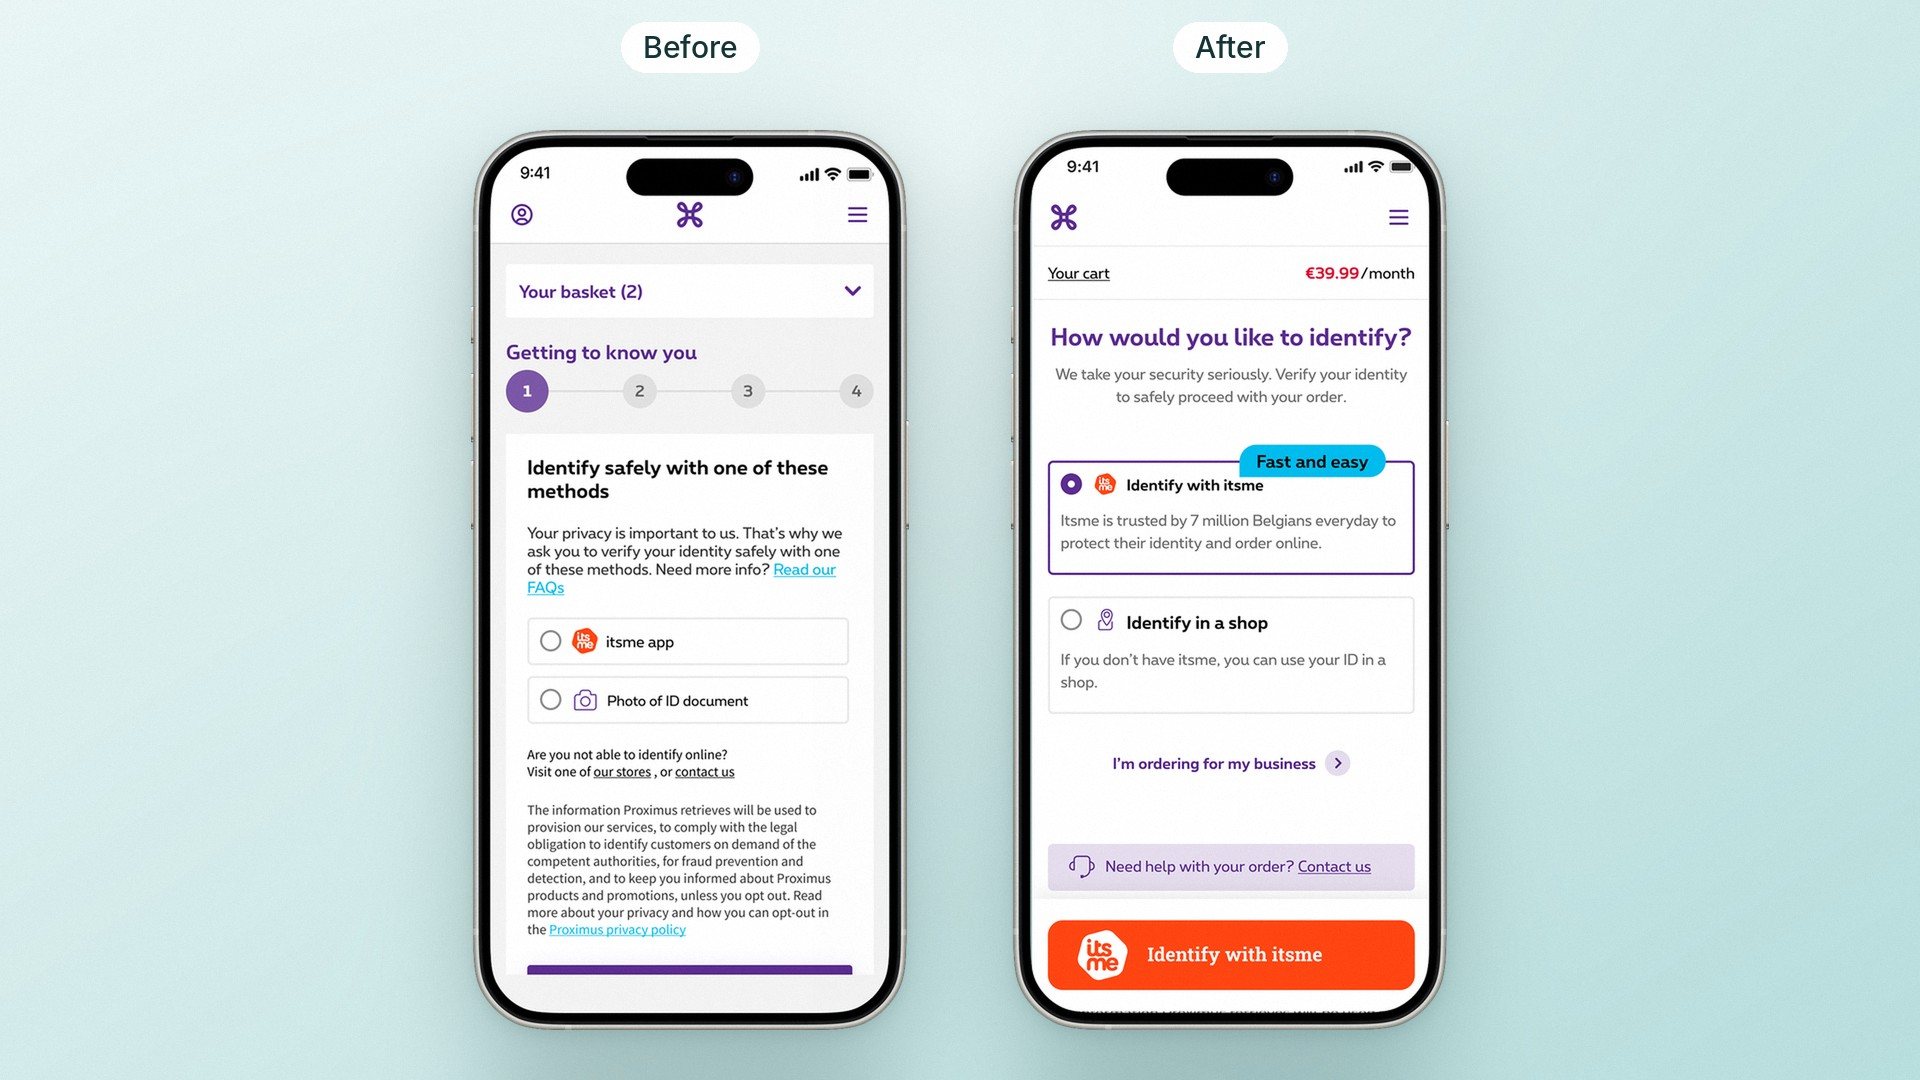 Before
9:41
Your basket (2)
Getting to know you
1 2 3 4
Identify safely with one of these
methods
Your privacy is important to us. That's why we
ask you to verify your identity safely with one
of these methods. Need more info? Read our
FAQs
its
me
itsme app
Photo of ID document
Are you not able to identify online?
Visit one of our stores , or contact us
The information Proximus retrieves will be used to
provision our services, to comply with the legal
obligation to identify customers on demand of the
competent authorities, for fraud prevention and
detection, and to keep you informed about Proximus
products and promotions, unless you opt out. Read
more about your privacy and how you can opt-out in
the Proximus privacy policy
After
9:41
Your cart €39.99/month
How would you like to identify?
We take your security seriously. Verify your identity
to safely proceed with your order.
Fast and easy
its
me
Identify with itsme
Itsme is trusted by 7 million Belgians everyday to
protect their identity and order online.
Identify in a shop
If you don't have itsme, you can use your ID in a
shop.
I'm ordering for my business
Need help with your order? Contact us
its
me
Identify with itsme